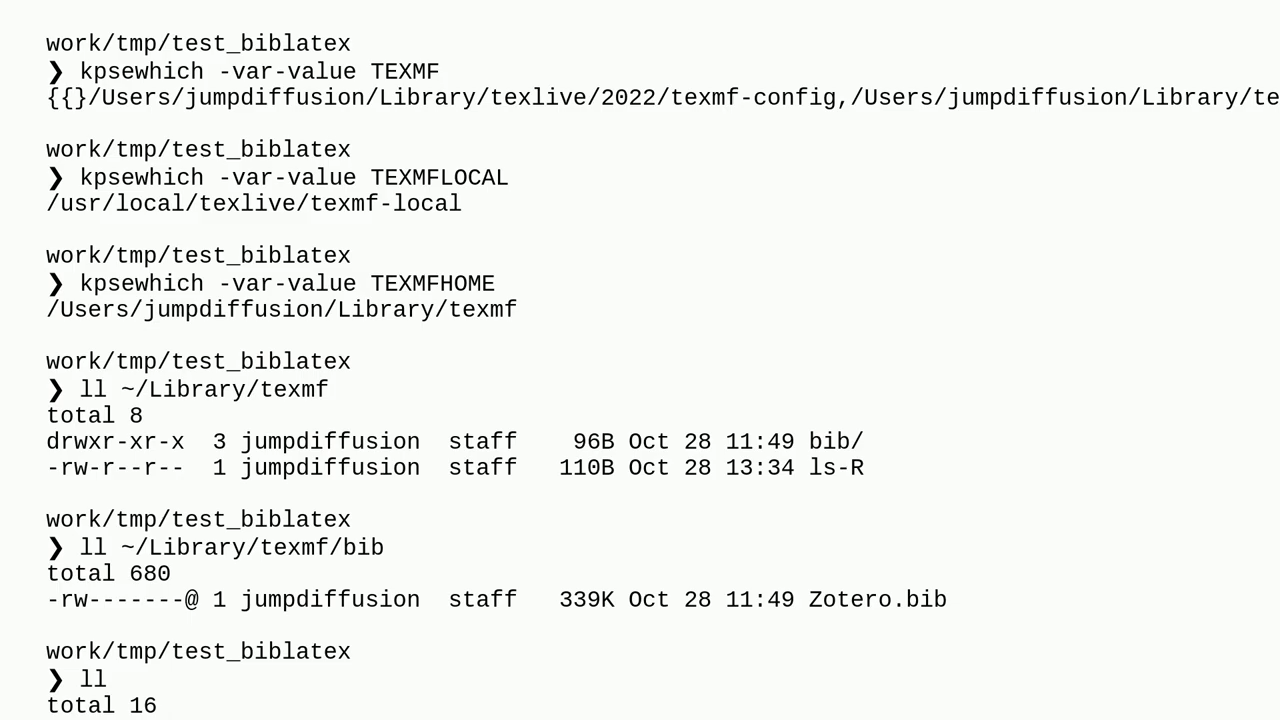 work/tmp/test_biblatex
❯ kpsewhich -var-value TEXMF
{{}/Users/jumpdiffusion/Library/texlive/2022/texmf-config,/Users/jumpdiffusion/Library/te
work/tmp/test_biblatex
❯ kpsewhich -var-value TEXMFLOCAL
/usr/local/texlive/texmf-local
work/tmp/test_biblatex
❯ kpsewhich -var-value TEXMFHOME
/Users/jumpdiffusion/Library/texmf
work/tmp/test_biblatex
❯ ll ~/Library/texmf
total 8
drwxr-xr-x  3 jumpdiffusion  staff    96B Oct 28 11:49 bib/
-rw-r--r--  1 jumpdiffusion  staff   110B Oct 28 13:34 ls-R
work/tmp/test_biblatex
❯ ll ~/Library/texmf/bib
total 680
-rw-------@ 1 jumpdiffusion  staff   339K Oct 28 11:49 Zotero.bib
work/tmp/test_biblatex
❯ ll
total 16